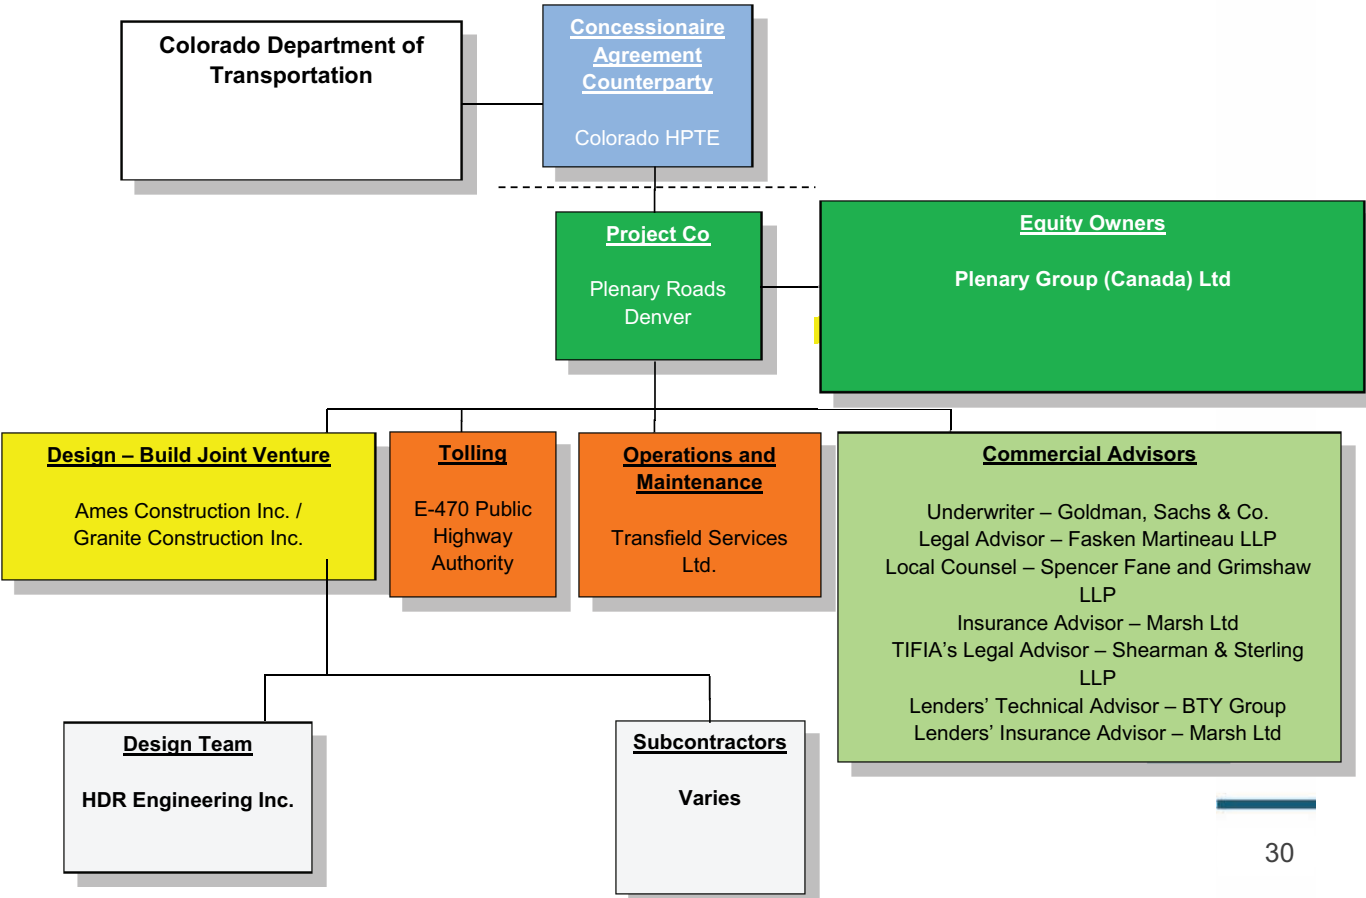 Colorado Department of
Transportation
Concessionaire
Agreement
Counterparty
Colorado HPTE
Project Co
Plenary Roads
Denver
Equity Owners
Plenary Group (Canada) Ltd
Design – Build Joint Venture
Ames Construction Inc. /
Granite Construction Inc.
Tolling
E-470 Public
Highway
Authority
Operations and
Maintenance
Transfield Services
Ltd.
Commercial Advisors
Underwriter – Goldman, Sachs & Co.
Legal Advisor – Fasken Martineau LLP
Local Counsel – Spencer Fane and Grimshaw
LLP
Insurance Advisor – Marsh Ltd
TIFIA's Legal Advisor – Shearman & Sterling
LLP
Lenders' Technical Advisor – BTY Group
Lenders' Insurance Advisor – Marsh Ltd
Design Team
HDR Engineering Inc.
Subcontractors
Varies
30